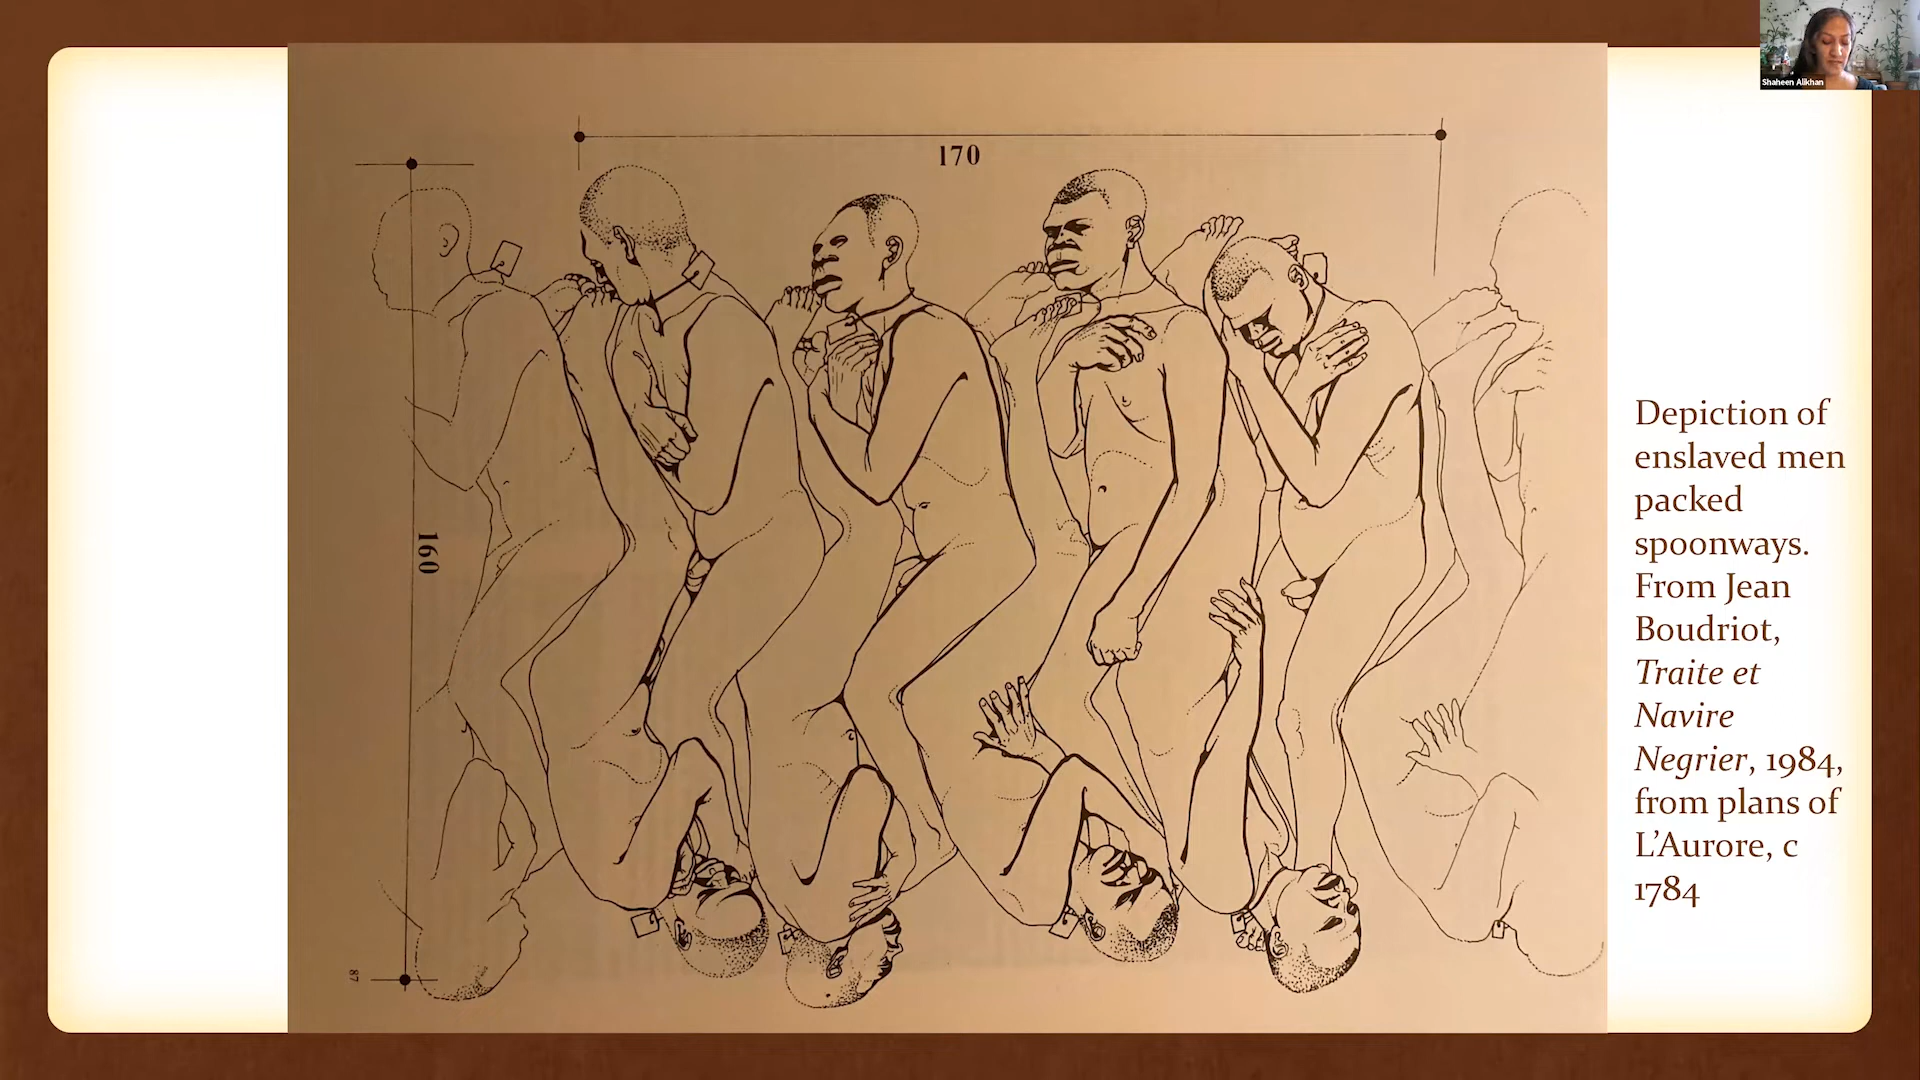 Shaheen Alikhan
170
160
87
Depiction of
enslaved men
packed
spoonways.
From Jean
Boudriot,
Traite et
Navire
Negrier, 1984,
from plans of
L’Aurore, c
1784